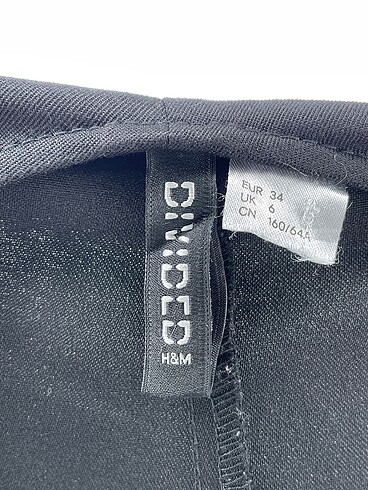 DIVIDED
H&M
EUR 34
UK 6
CN 160/64A